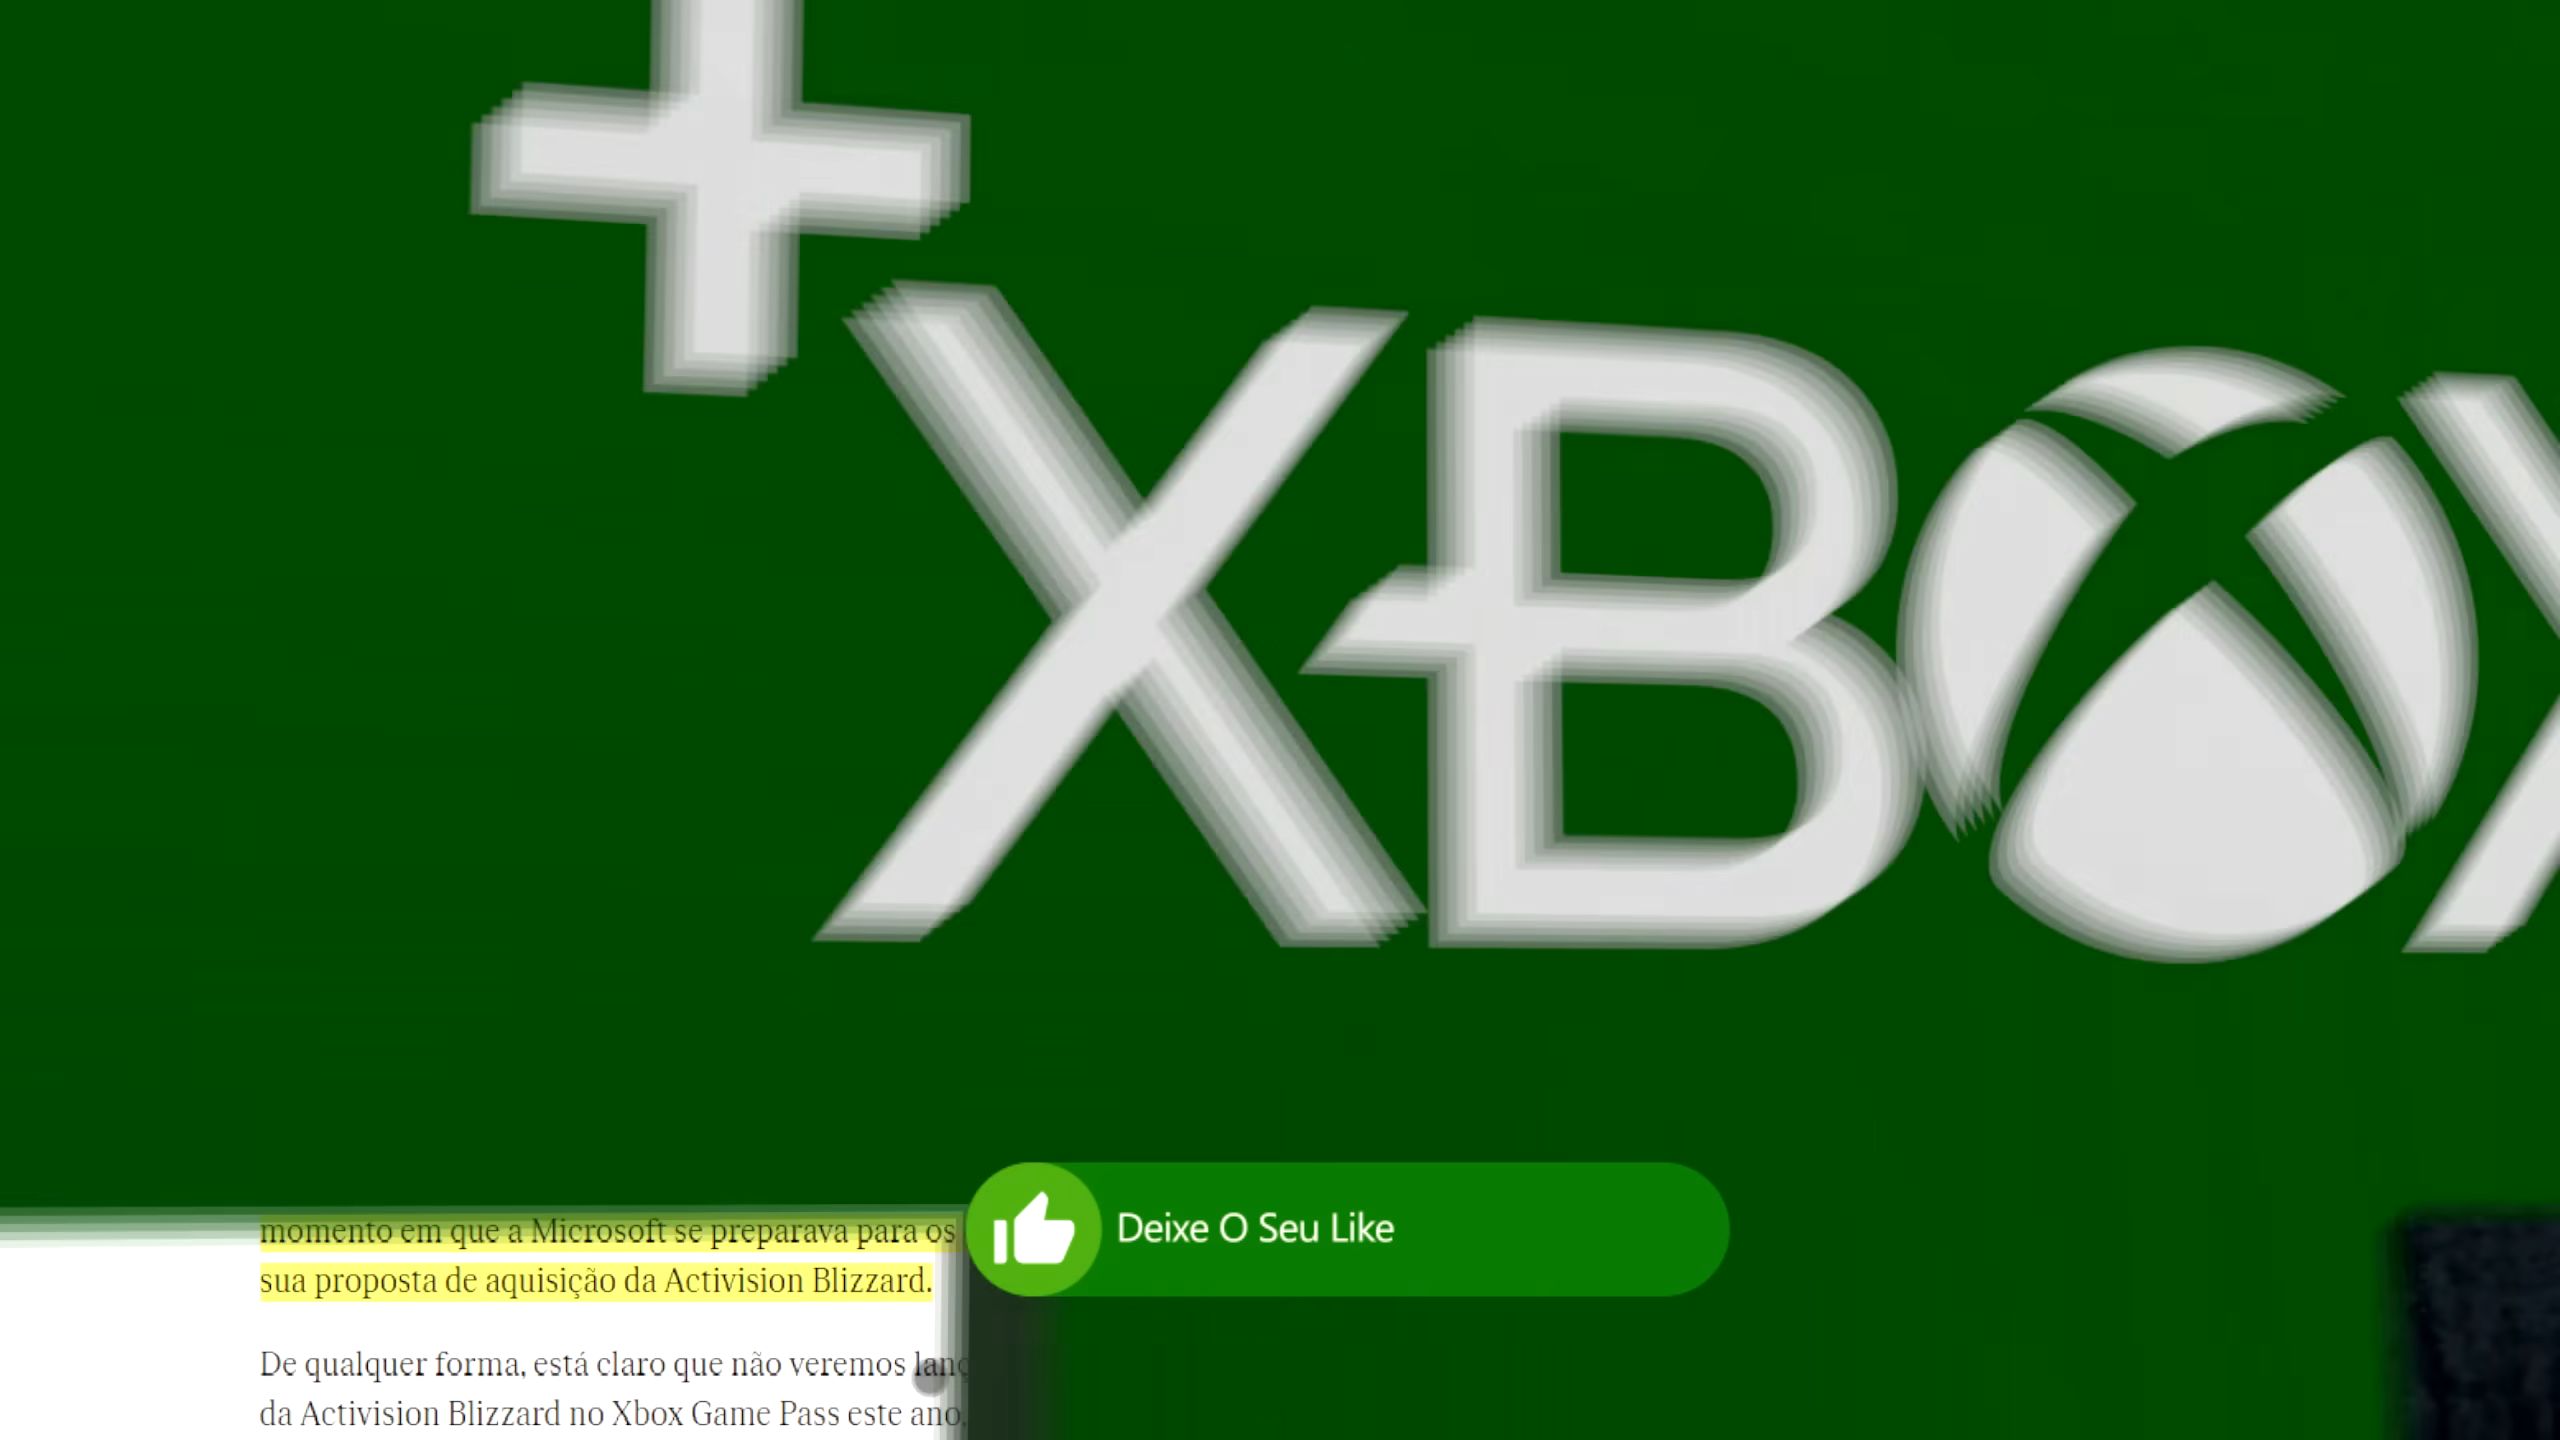 +
XBOX
Deixe O Seu Like
momento em que a Microsoft se preparava para os
sua proposta de aquisição da Activision Blizzard.
De qualquer forma, está claro que não veremos
da Activision Blizzard no Xbox Game Pass este ano.